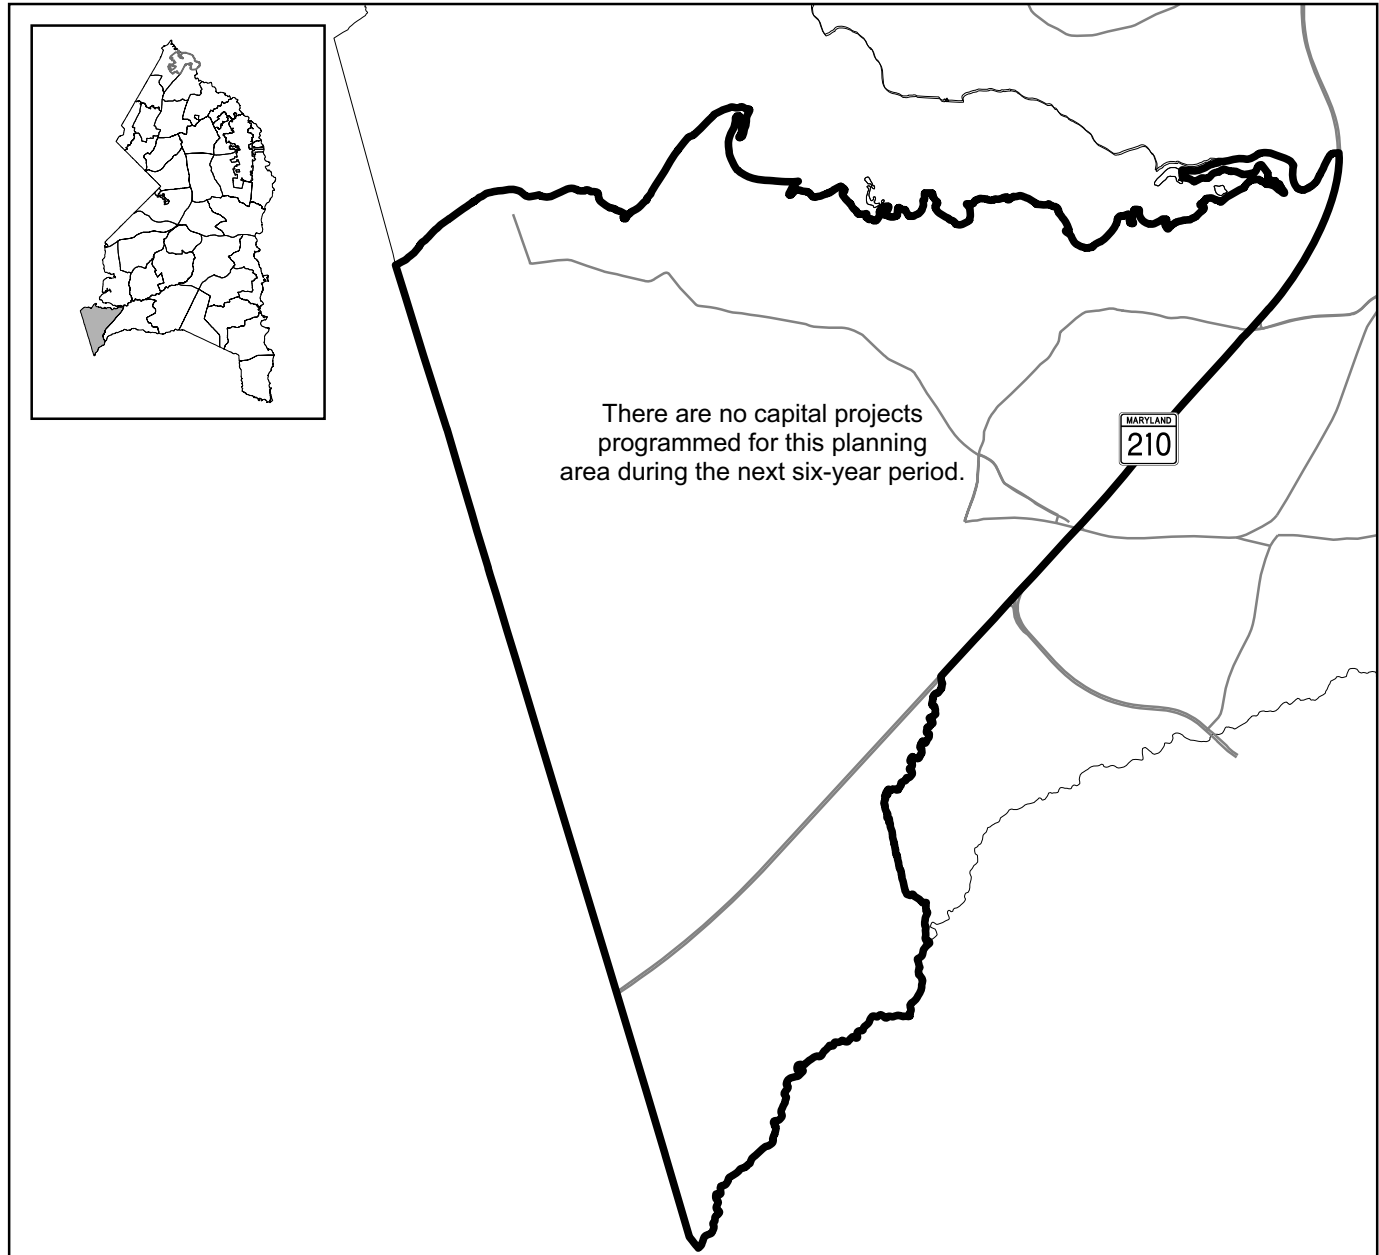 There are no capital projects
programmed for this planning
area during the next six-year period.
MARYLAND
210